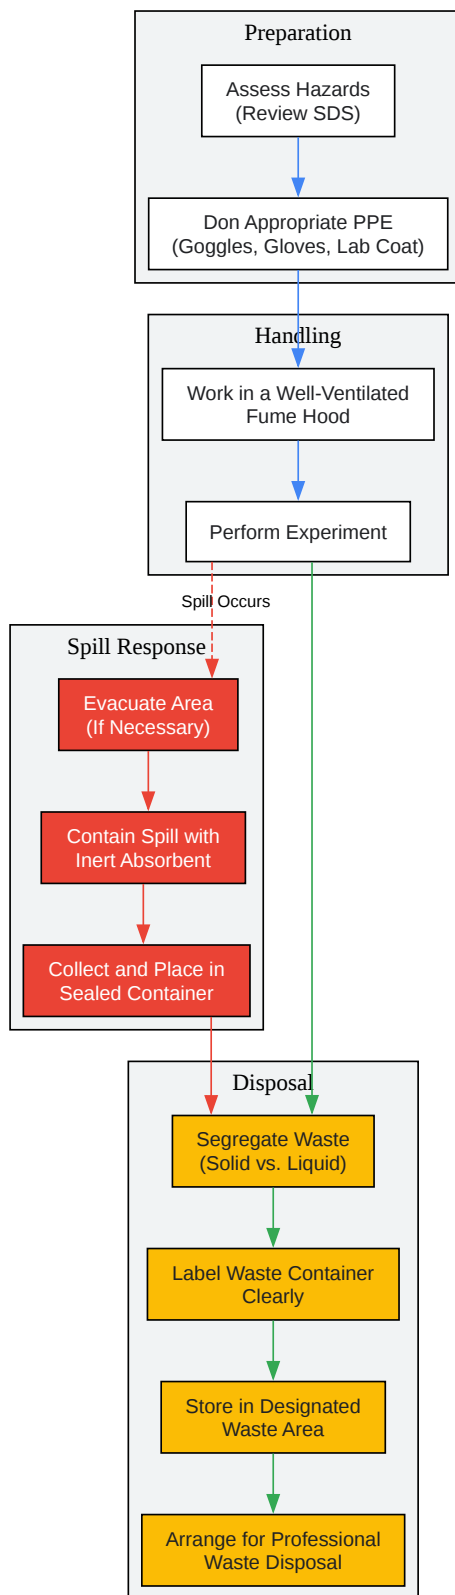 Preparation
Assess Hazards
(Review SDS)
Don Appropriate PPE
(Goggles, Gloves, Lab Coat)
Handling
Work in a Well-Ventilated
Fume Hood
Perform Experiment
Spill Occurs
Spill Response
Evacuate Area
(If Necessary)
Contain Spill with
Inert Absorbent
Collect and Place in
Sealed Container
Disposal
Segregate Waste
(Solid vs. Liquid)
Label Waste Container
Clearly
Store in Designated
Waste Area
Arrange for Professional
Waste Disposal